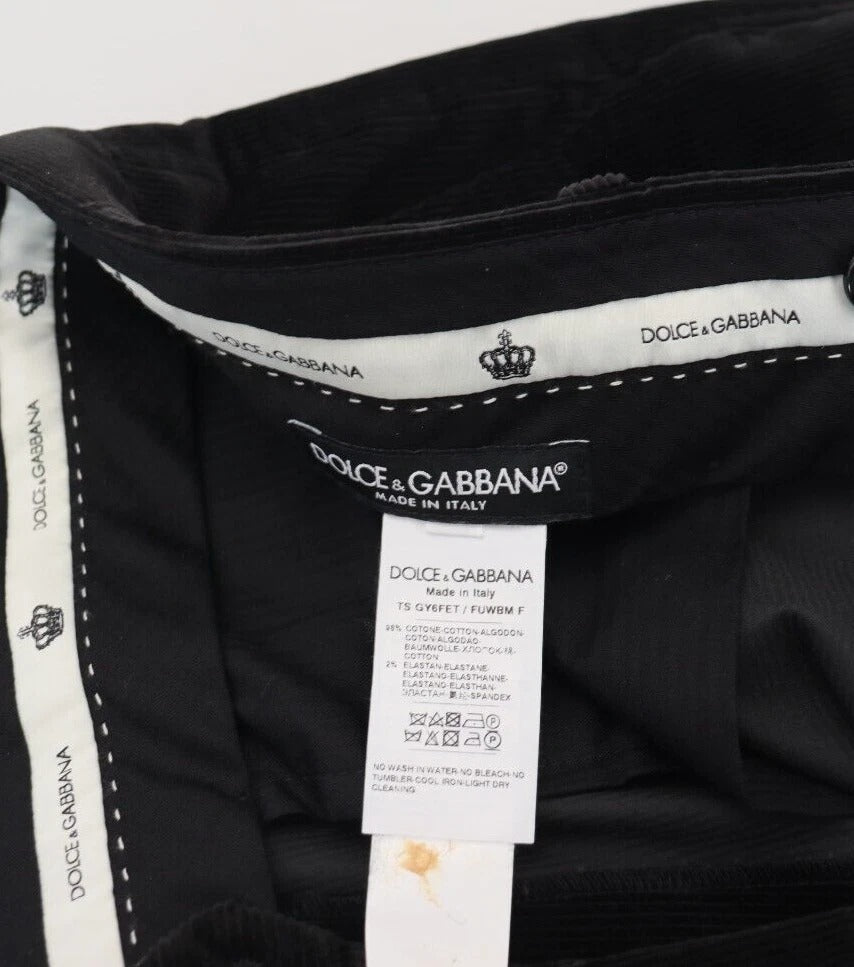 DOLCE & GABBANA
DOLCE & GABBANA
DOLCE & GABBANA
DOLCE & GABBANA
DOLCE & GABBANA®
MADE IN ITALY
DOLCE & GABBANA
Made in Italy
TS GY6FET / FUWBM F
98% COTONE-COTTON-ALGODON-
COTON-ALGODAO-
BAUMWOLLE-ХЛОПОК-棉-
COTTON
2% ELASTAN-ELASTANE-
ELASTANO-ELASTHANNE-
ELASTANO-ELASTHAN-
ЭЛАСТАН- -SPANDEX
P
P
NO WASH IN WATER-NO BLEACH-NO
TUMBLER-COOL IRON-LIGHT DRY
CLEANING